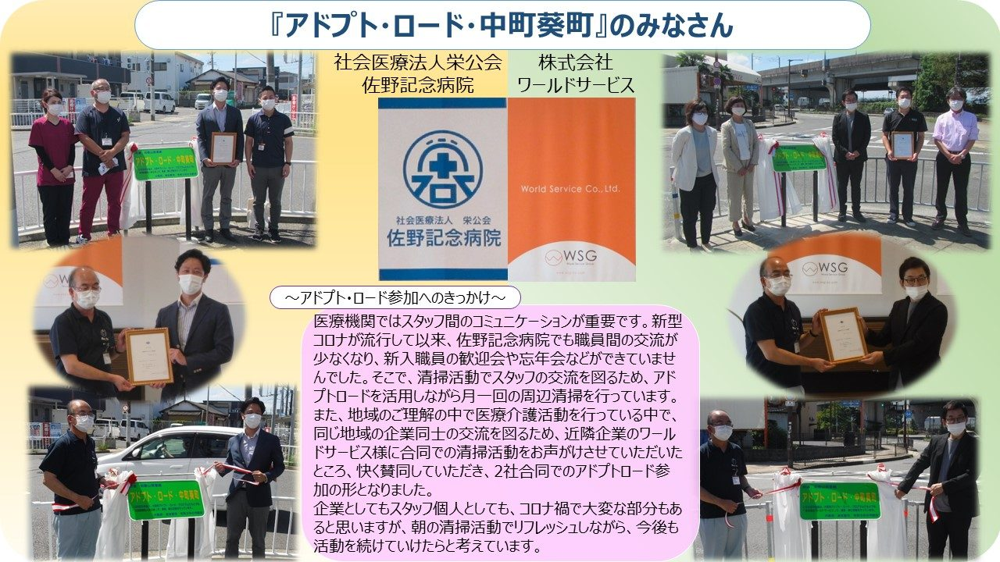 『アドプト・ロード・中町葵町』のみなさん
社会医療法人栄公会
佐野記念病院
株式会社
ワールドサービス
社会医療法人 栄公会
佐野記念病院
World Service Co., Ltd.
WSG
World Service Group
アドプト・ロード・中町葵町
アドプト・ロード・中町葵町
WSG
WSG
～アドプト・ロード参加へのきっかけ～
医療機関ではスタッフ間のコミュニケーションが重要です。新型
コロナが流行して以来、佐野記念病院でも職員間の交流が
少なくなり、新入職員の歓迎会や忘年会などができていませ
んでした。そこで、清掃活動でスタッフの交流を図るため、アド
プトロードを活用しながら月一回の周辺清掃を行っています。
また、地域のご理解の中で医療介護活動を行っている中で、
同じ地域の企業同士の交流を図るため、近隣企業のワール
ドサービス様に合同での清掃活動をお声がけさせていただいた
ところ、快く賛同していただき、2社合同でのアドプトロード参
加の形となりました。
企業としてもスタッフ個人としても、コロナ禍で大変な部分もあ
ると思いますが、朝の清掃活動でリフレッシュしながら、今後も
活動を続けていけたらと考えています。
アドプト・ロード・中町葵町
アドプト・ロード・中町葵町